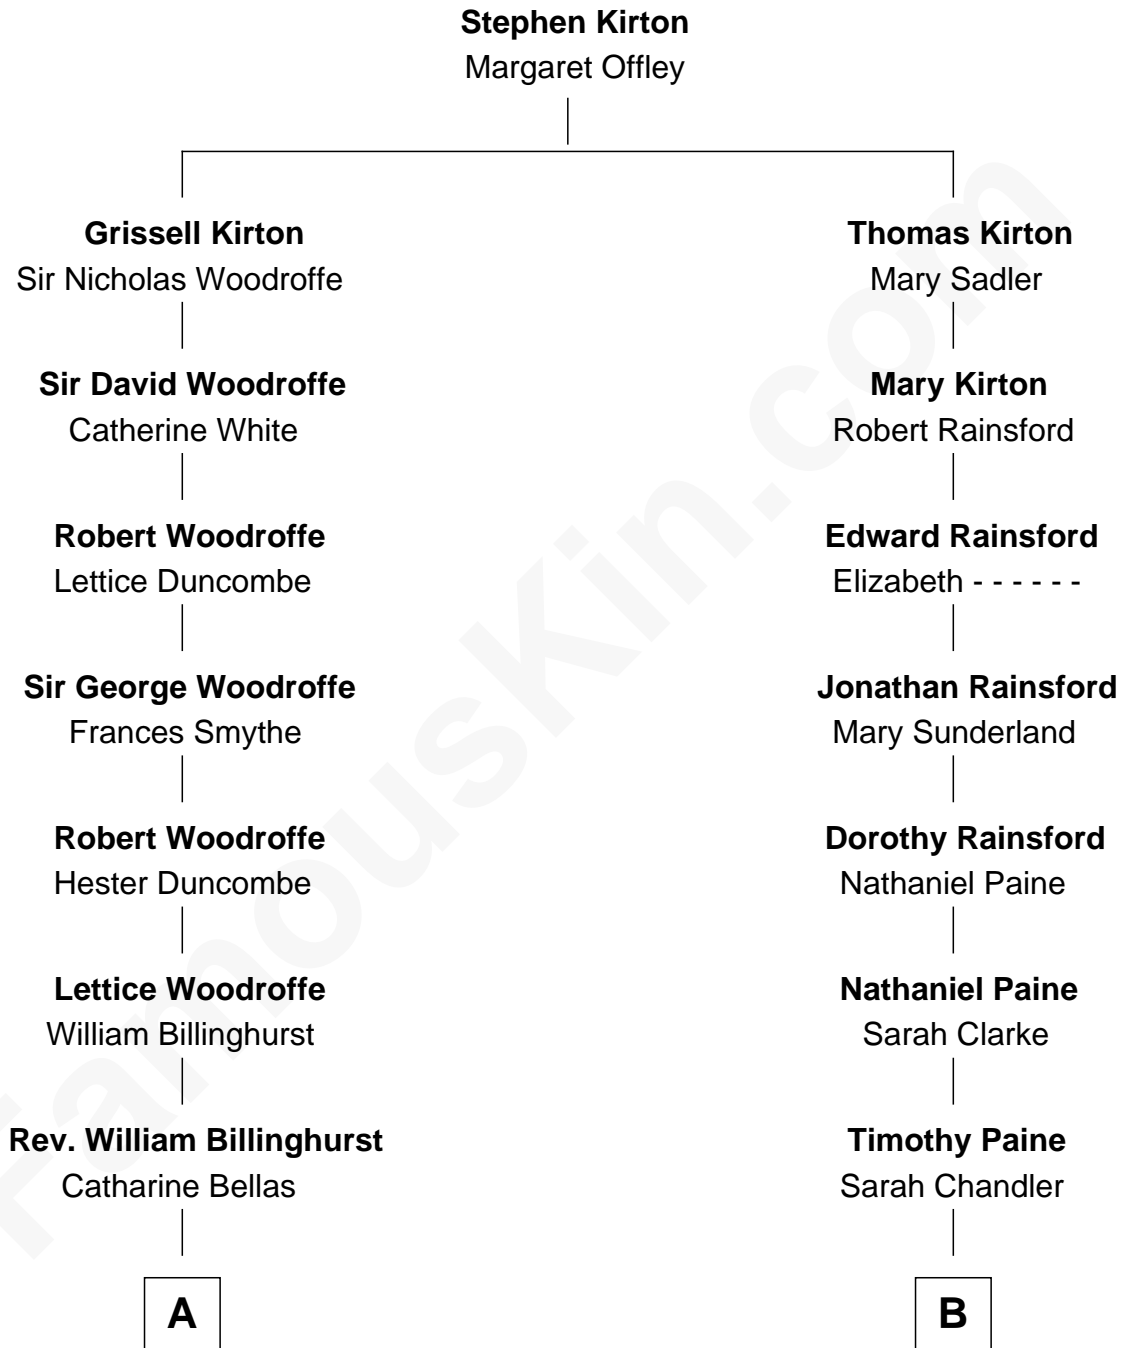 Stephen Kirton
Margaret Offley
Grissell Kirton
Sir Nicholas Woodroffe
Thomas Kirton
Mary Sadler
Sir David Woodroffe
Catherine White
Mary Kirton
Robert Rainsford
Robert Woodroffe
Lettice Duncombe
Edward Rainsford
Elizabeth - - - - - -
Sir George Woodroffe
Frances Smythe
Jonathan Rainsford
Mary Sunderland
Robert Woodroffe
Hester Duncombe
Dorothy Rainsford
Nathaniel Paine
Lettice Woodroffe
William Billinghurst
Nathaniel Paine
Sarah Clarke
Rev. William Billinghurst
Catharine Bellas
Timothy Paine
Sarah Chandler
A
B
FamousKin.com